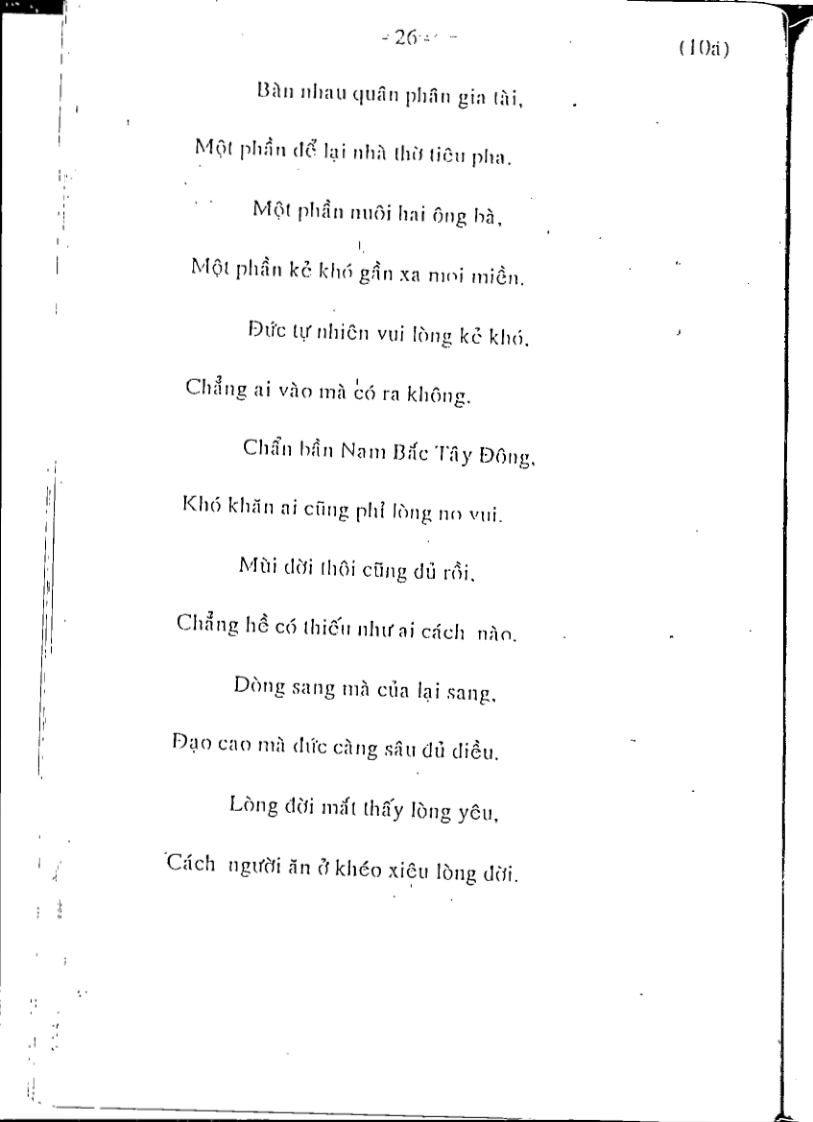 - 26 -
(10a)
Bàn nhau quân phân gia tài,
Một phần để lại nhà thờ tiêu pha.
Một phần nuôi hai ông bà,
Một phần kẻ khó gần xa mọi miền.
Đức tự nhiên vui lòng kẻ khó,
Chẳng ai vào mà có ra không.
Chẩn bần Nam Bắc Tây Đông,
Khó khăn ai cũng phỉ lòng no vui.
Mùi đời thôi cũng đủ rồi,
Chẳng hề có thiếu như ai cách nào.
Dòng sang mà của lại sang,
Đạo cao mà đức càng sâu đủ điều.
Lòng đời mắt thấy lòng yêu,
Cách người ăn ở khéo xiêu lòng đời.